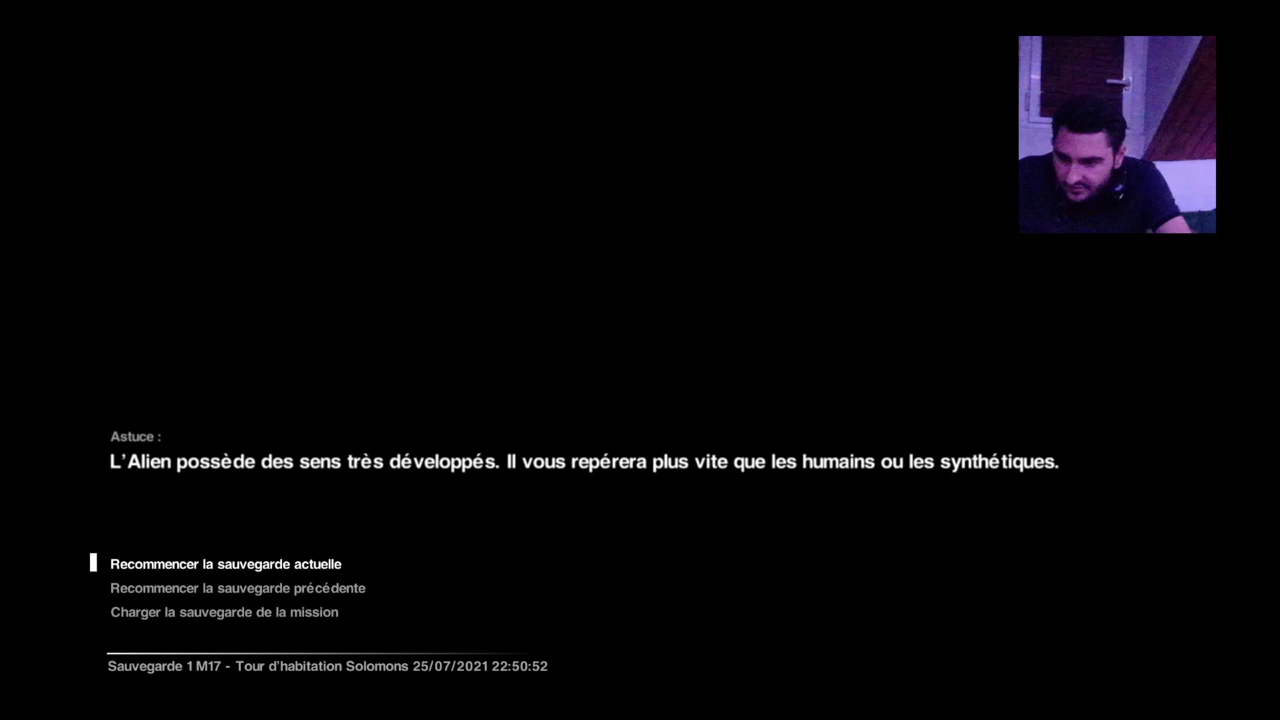 Astuce :
L’Alien possède des sens très développés. Il vous repérera plus vite que les humains ou les synthétiques.
Recommencer la sauvegarde actuelle
Recommencer la sauvegarde précédente
Charger la sauvegarde de la mission
Sauvegarde 1 M17 - Tour d’habitation Solomons 25/07/2021 22:50:52